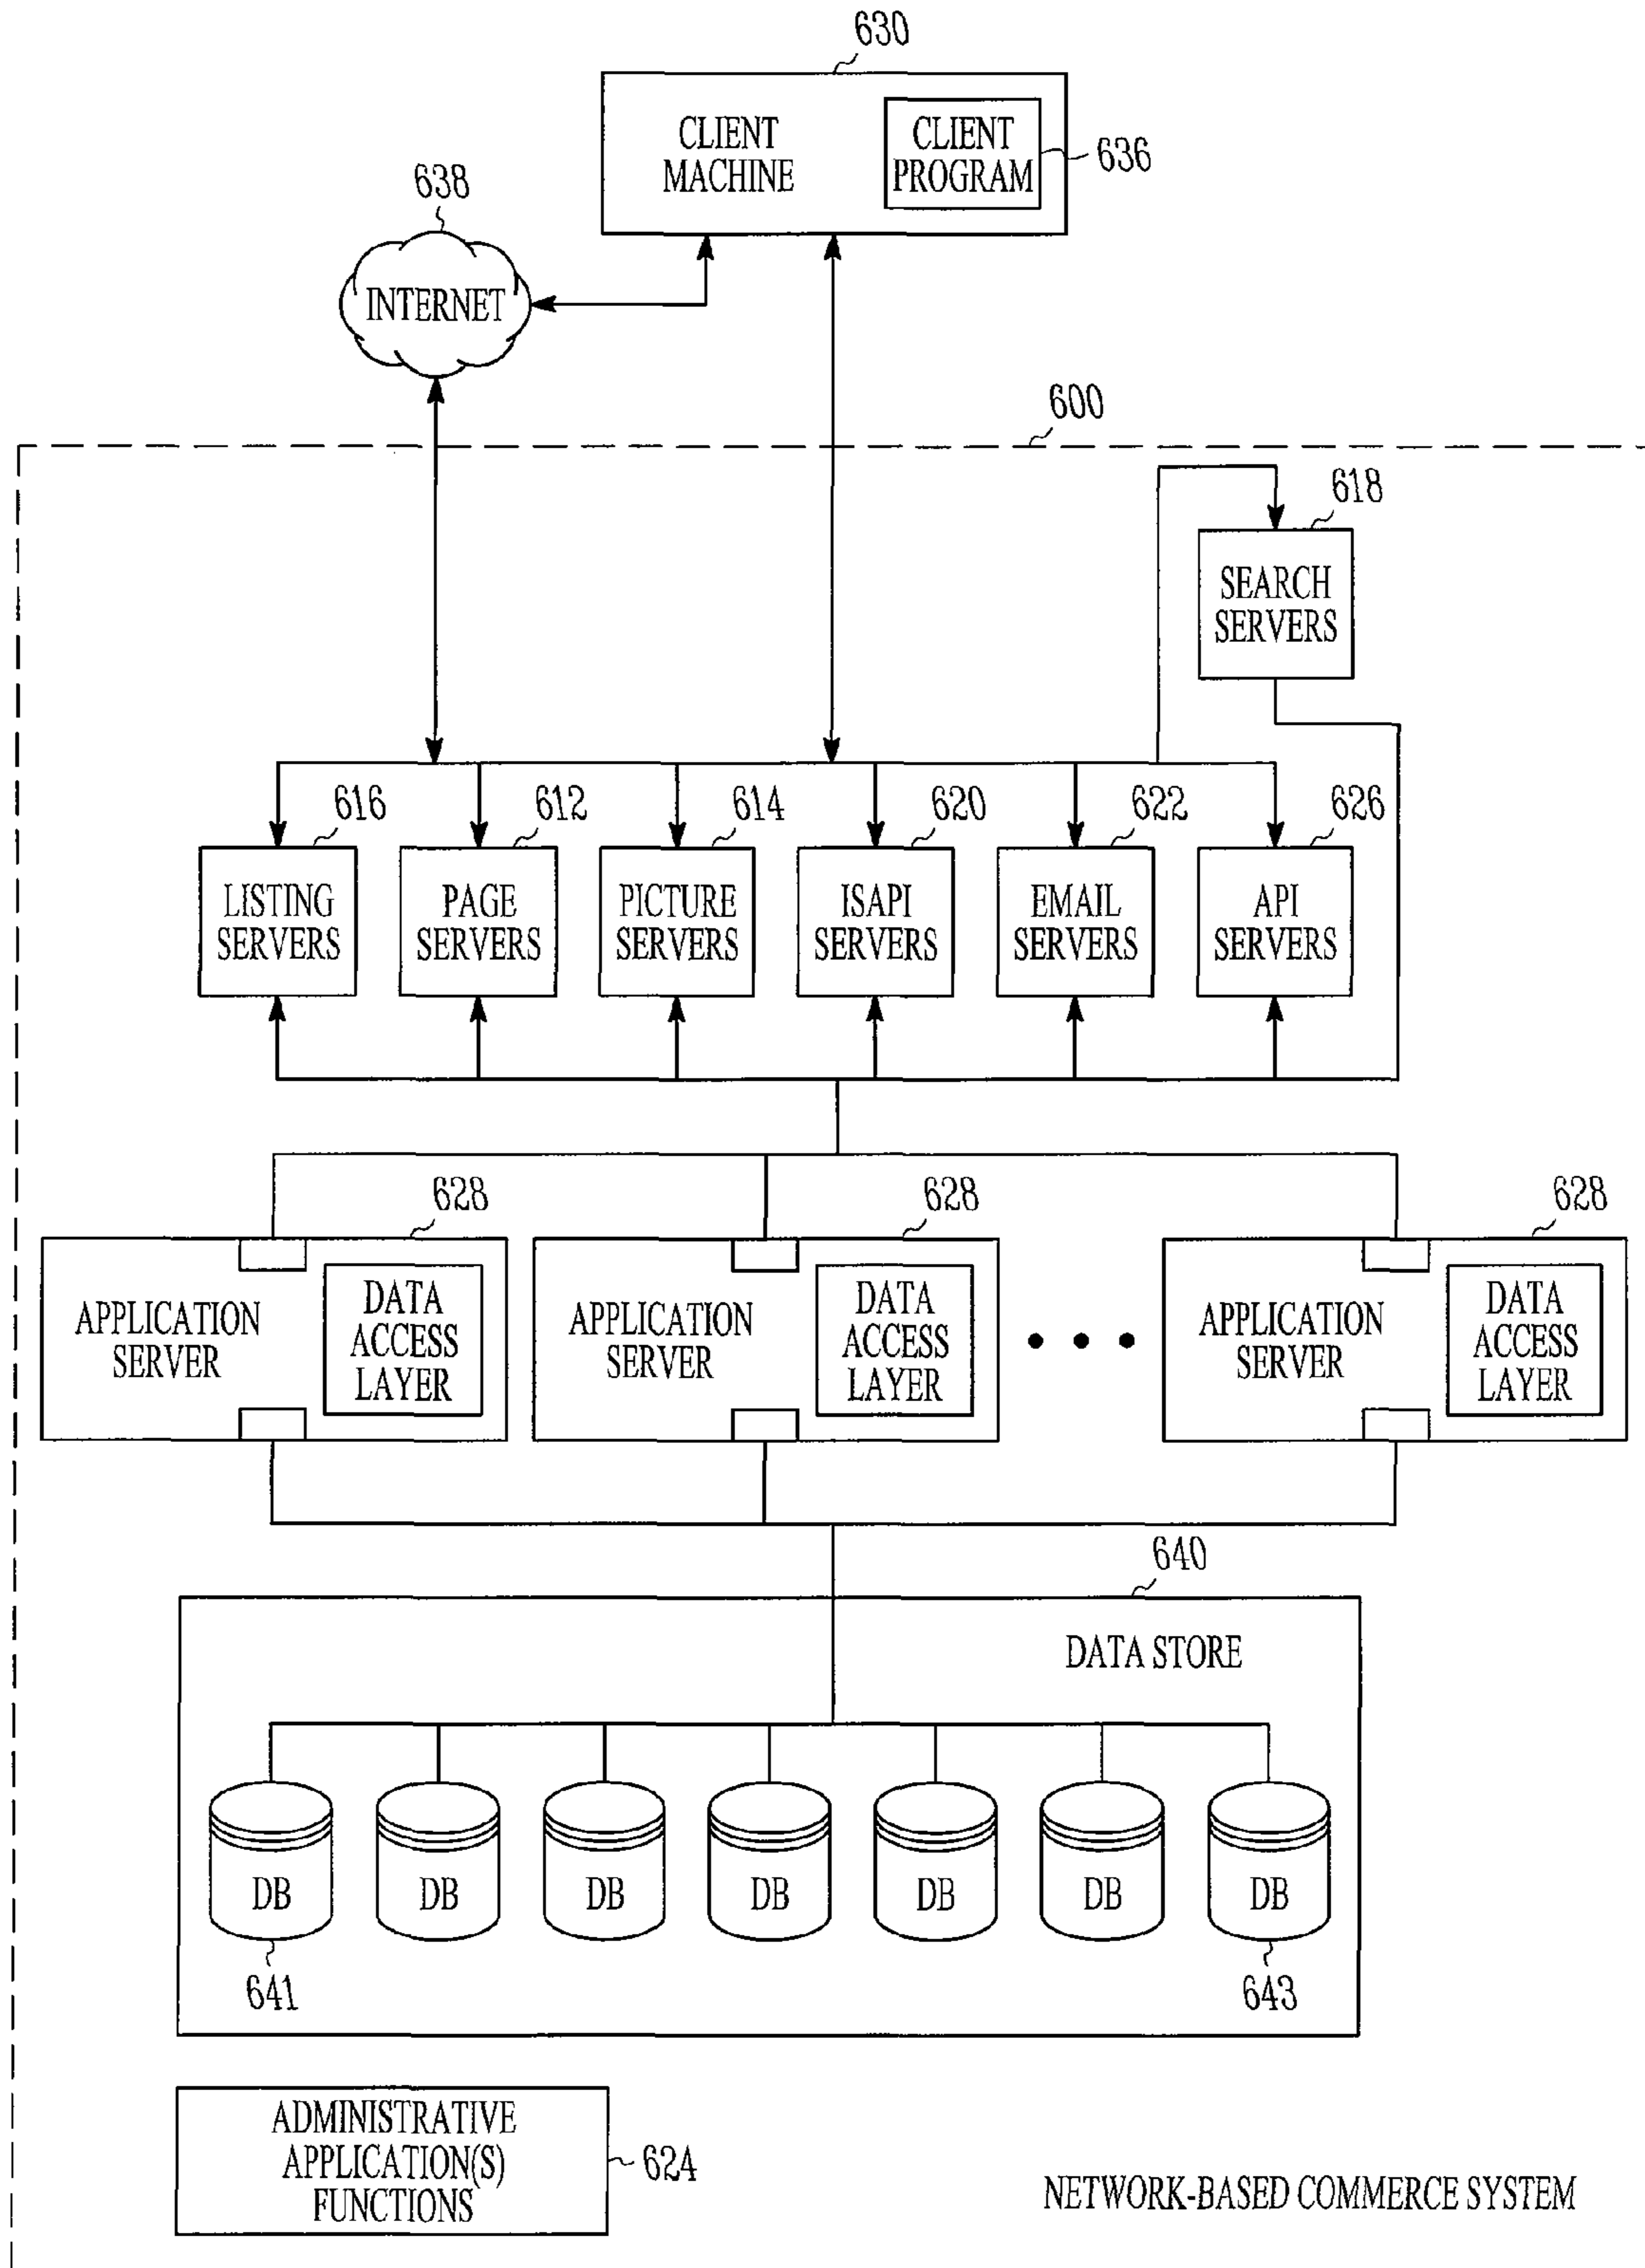 630
CLIENT
MACHINE
CLIENT
PROGRAM
636
638
INTERNET
600
618
SEARCH
SERVERS
616
612
614
620
622
626
LISTING
SERVERS
PAGE
SERVERS
PICTURE
SERVERS
ISAPI
SERVERS
EMAIL
SERVERS
API
SERVERS
628
628
628
APPLICATION
SERVER
DATA
ACCESS
LAYER
APPLICATION
SERVER
DATA
ACCESS
LAYER
APPLICATION
SERVER
DATA
ACCESS
LAYER
640
DATA STORE
DB
DB
DB
DB
DB
DB
DB
641
643
ADMINISTRATIVE
APPLICATION(S)
FUNCTIONS
624
NETWORK-BASED COMMERCE SYSTEM